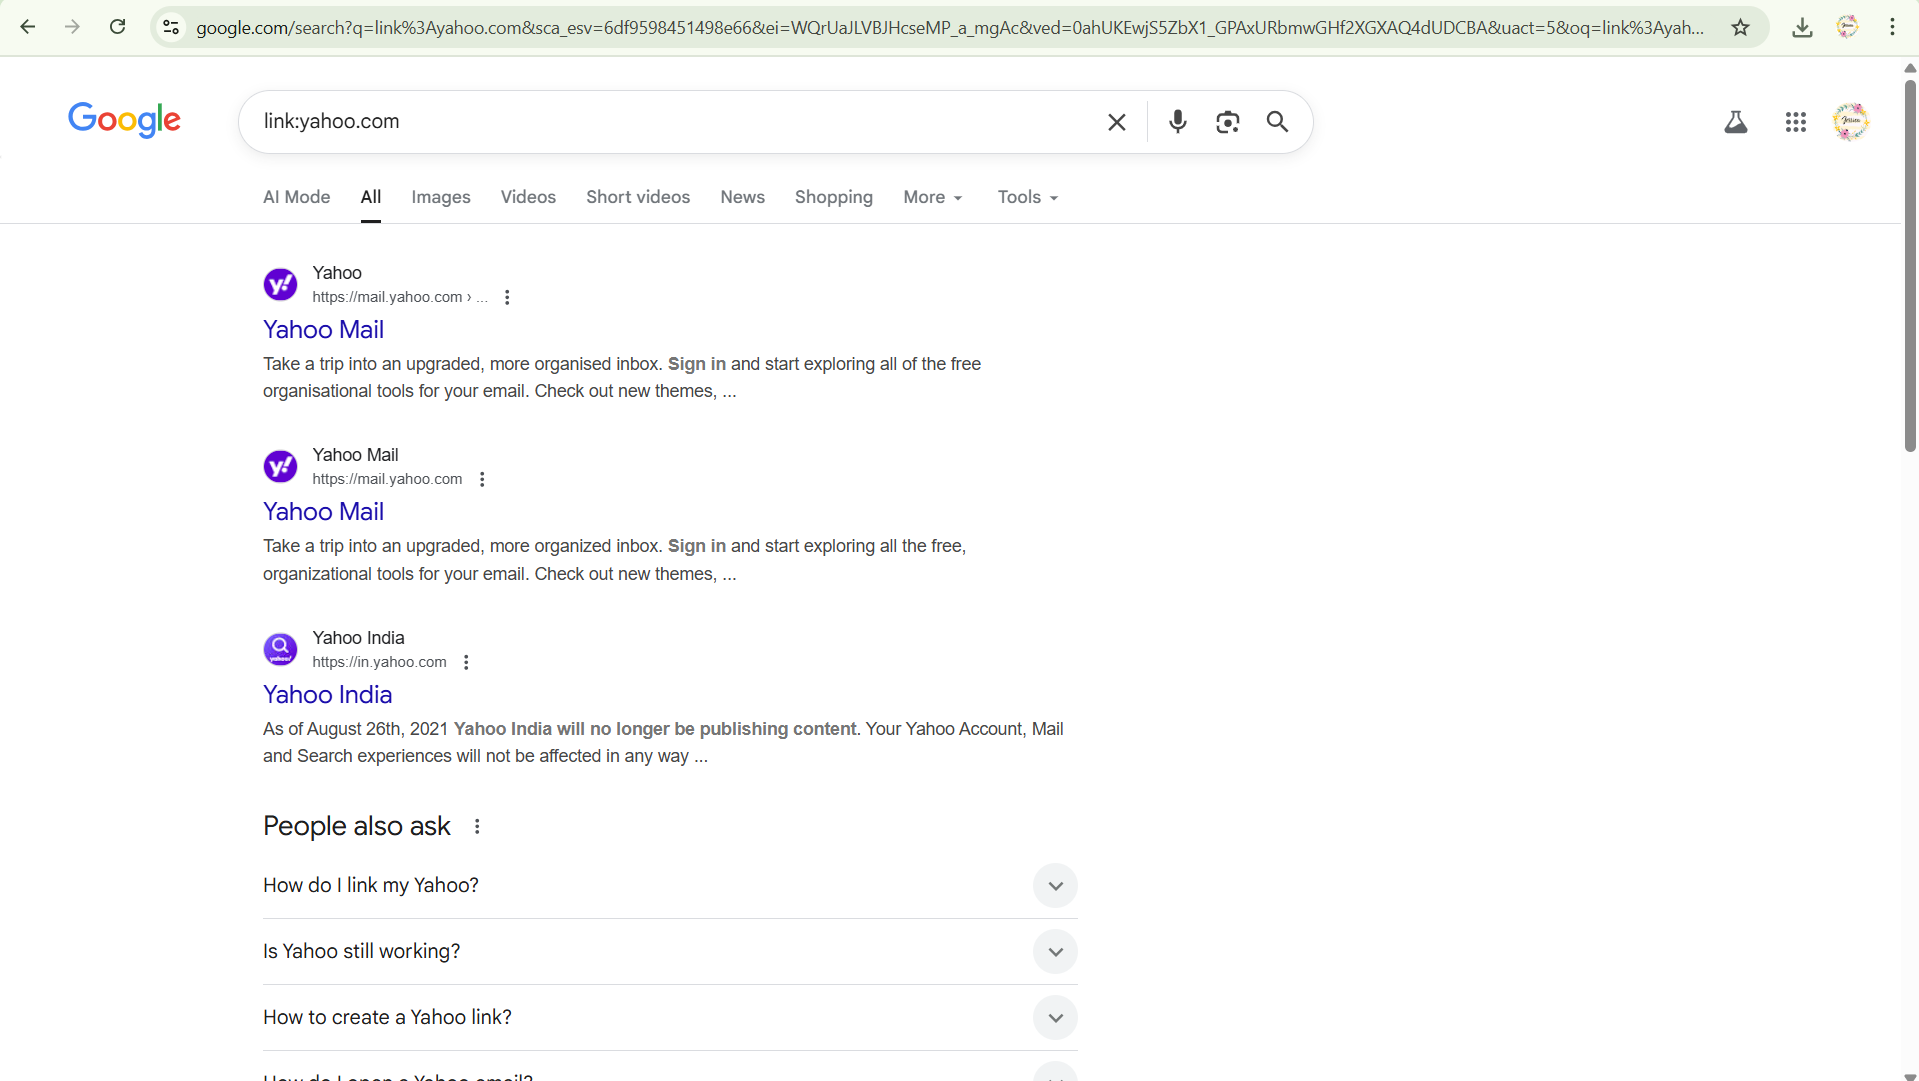 google.com/search?q=link%3Ayahoo.com&sca_esv=6df9598451498e66&ei=WQrUaJLVBJHcseMP_a_mgAc&ved=0ahUKEwjS5ZbX1_GPAxURbmwGHf2XGXAQ4dUDCBA&uact=5&oq=link%3Ayah...
Google
link:yahoo.com
AI Mode All Images Videos Short videos News Shopping More Tools
Yahoo
https://mail.yahoo.com › ...
Yahoo Mail
Take a trip into an upgraded, more organised inbox. Sign in and start exploring all of the free
organisational tools for your email. Check out new themes, ...
Yahoo Mail
https://mail.yahoo.com
Yahoo Mail
Take a trip into an upgraded, more organized inbox. Sign in and start exploring all the free,
organizational tools for your email. Check out new themes, ...
Yahoo India
https://in.yahoo.com
Yahoo India
As of August 26th, 2021 Yahoo India will no longer be publishing content. Your Yahoo Account, Mail
and Search experiences will not be affected in any way ...
People also ask
How do I link my Yahoo?
Is Yahoo still working?
How to create a Yahoo link?
How do I open a Yahoo email?